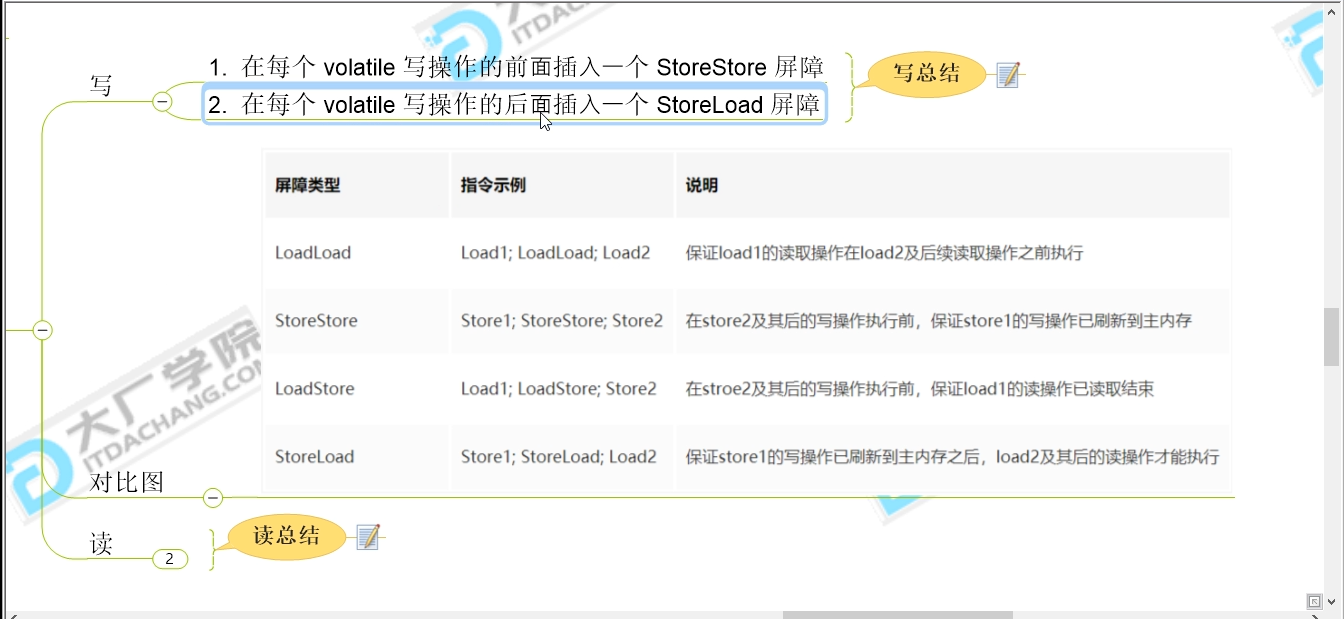 写
1. 在每个 volatile 写操作的前面插入一个 StoreStore 屏障
2. 在每个 volatile 写操作的后面插入一个 StoreLoad 屏障
写总结
屏障类型 指令示例 说明
LoadLoad Load1; LoadLoad; Load2 保证load1的读取操作在load2及后续读取操作之前执行
StoreStore Store1; StoreStore; Store2 在store2及其后的写操作执行前，保证store1的写操作已刷新到主内存
LoadStore Load1; LoadStore; Store2 在stroe2及其后的写操作执行前，保证load1的读操作已读取结束
StoreLoad Store1; StoreLoad; Load2 保证store1的写操作已刷新到主内存之后，load2及其后的读操作才能执行
对比图
读
2
读总结
大厂学院
ITDACHANG.COM